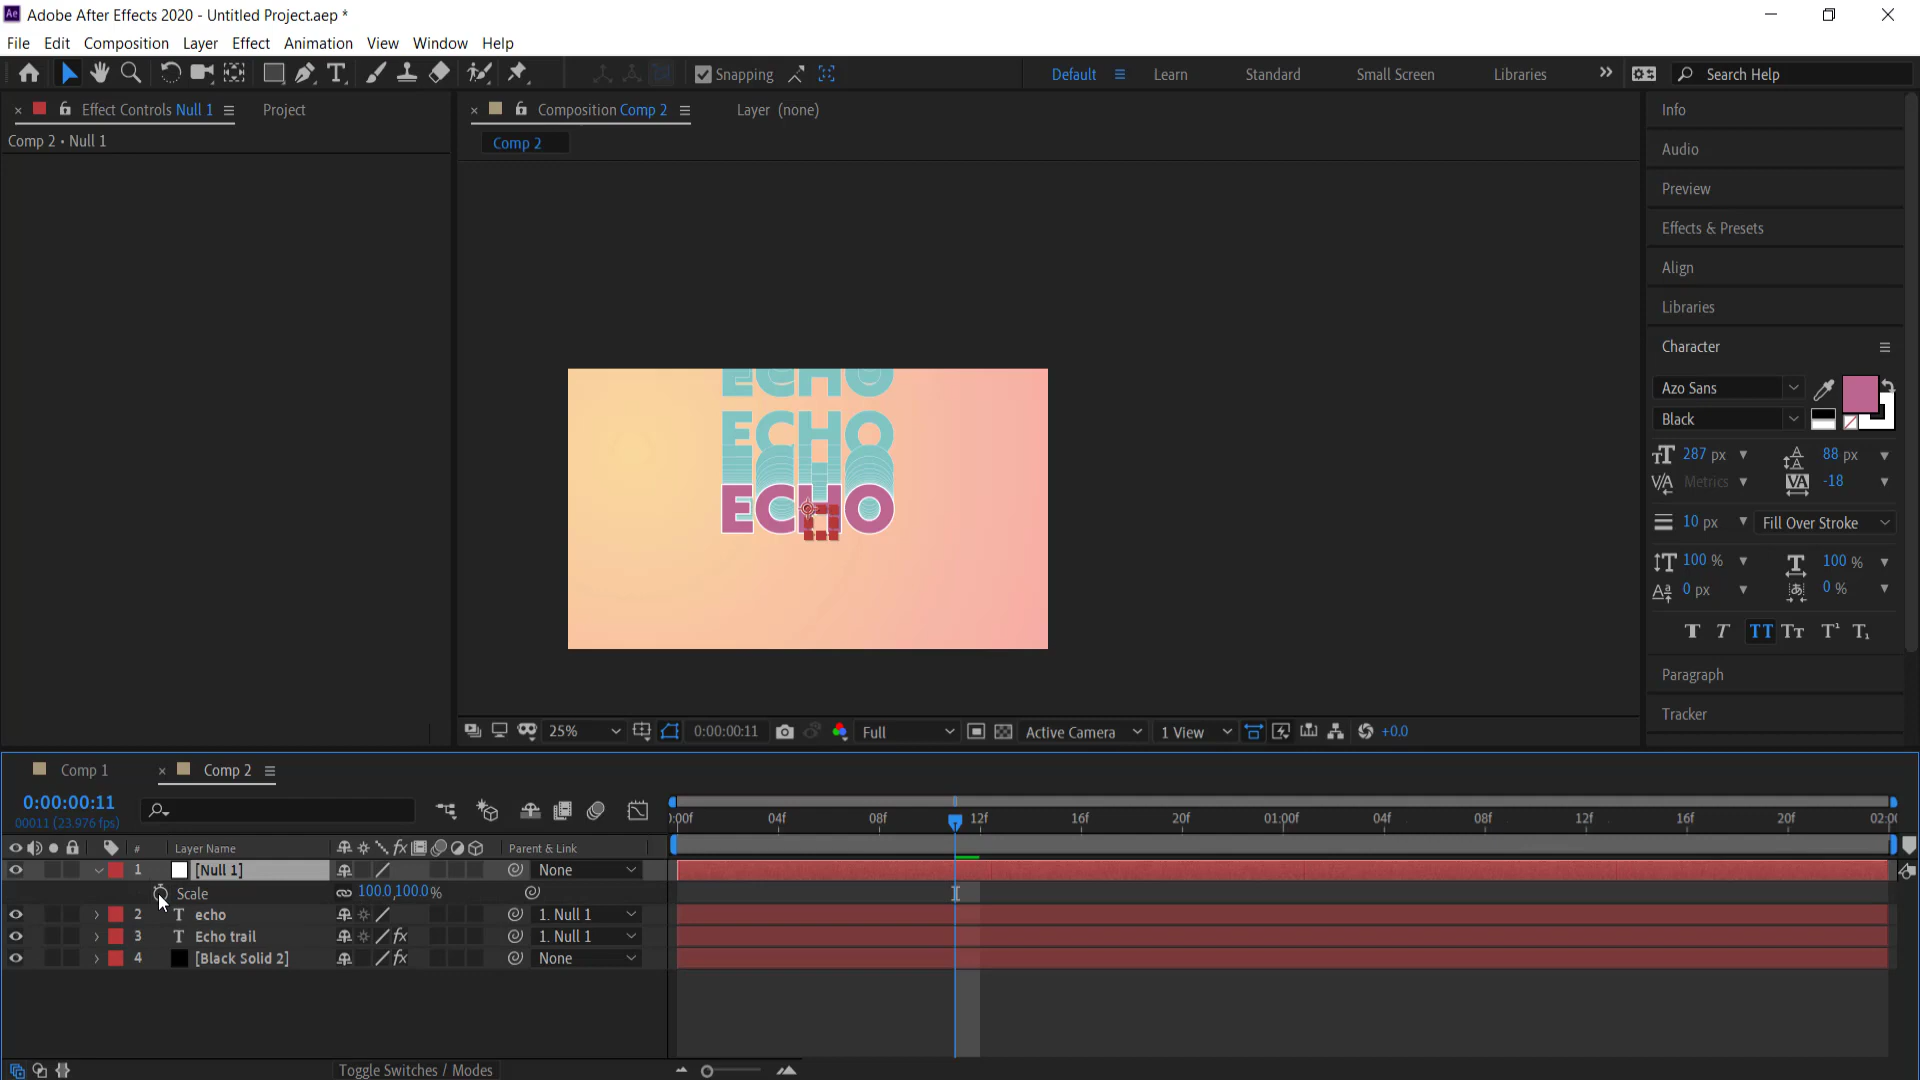 Adobe After Effects 2020 - Untitled Project.aep *
File Edit Composition Layer Effect Animation View Window Help
Snapping Default Learn Standard Small Screen Libraries Search Help
Effect Controls Null 1 Project
Comp 2 • Null 1
Composition Comp 2 Layer (none)
Comp 2
Info
Audio
Preview
Effects & Presets
Align
Libraries
Character
Azo Sans
Black
287 px 88 px
Metrics -18
10 px Fill Over Stroke
100 % 100 %
0 px 0 %
Paragraph
Tracker
ECHO
ECHO
ECHO
25% 0:00:00:11 Full Active Camera 1 View +0.0
Comp 1 Comp 2
0:00:00:11
00011 (23.976 fps)
:00f 04f 08f 12f 16f 20f 01:00f 04f 08f 12f 16f 20f 02:00
# Layer Name Parent & Link
1 [Null 1] None
Scale 100.0,100.0%
2 echo 1. Null 1
3 Echo trail 1. Null 1
4 [Black Solid 2] None
Toggle Switches / Modes